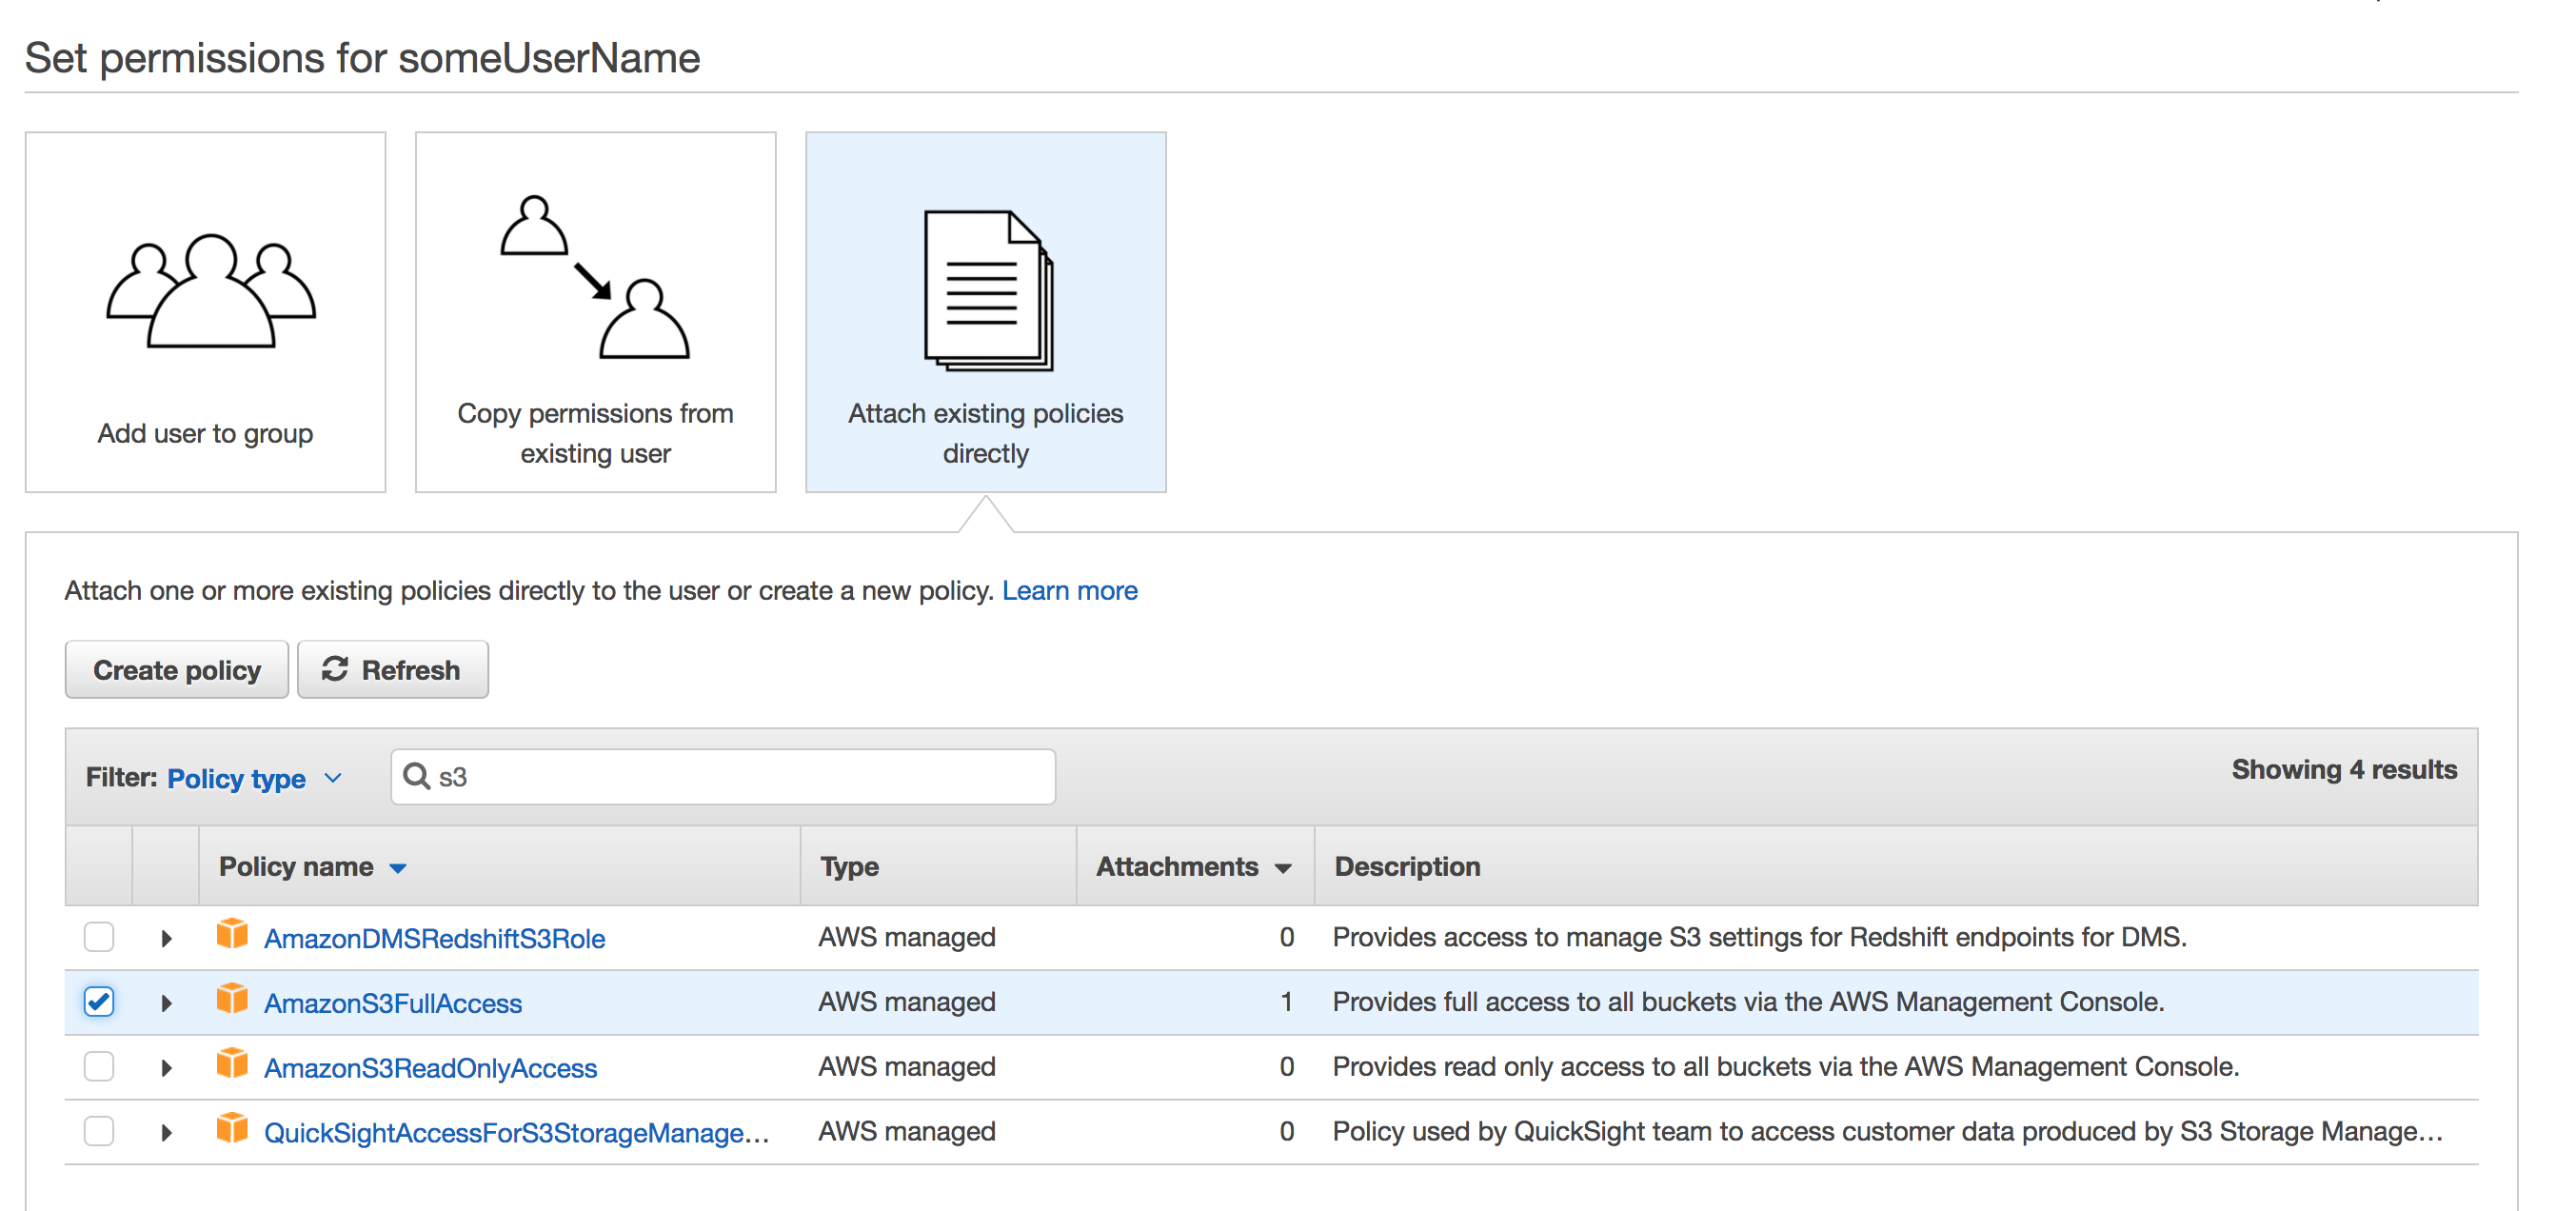 Set permissions for someUserName
Add user to group
Copy permissions from
existing user
Attach existing policies
directly
Attach one or more existing policies directly to the user or create a new policy. Learn more
Create policy Refresh
Filter: Policy type s3 Showing 4 results
Policy name Type Attachments Description
AmazonDMSRedshiftS3Role AWS managed 0 Provides access to manage S3 settings for Redshift endpoints for DMS.
AmazonS3FullAccess AWS managed 1 Provides full access to all buckets via the AWS Management Console.
AmazonS3ReadOnlyAccess AWS managed 0 Provides read only access to all buckets via the AWS Management Console.
QuickSightAccessForS3StorageManage... AWS managed 0 Policy used by QuickSight team to access customer data produced by S3 Storage Manage...